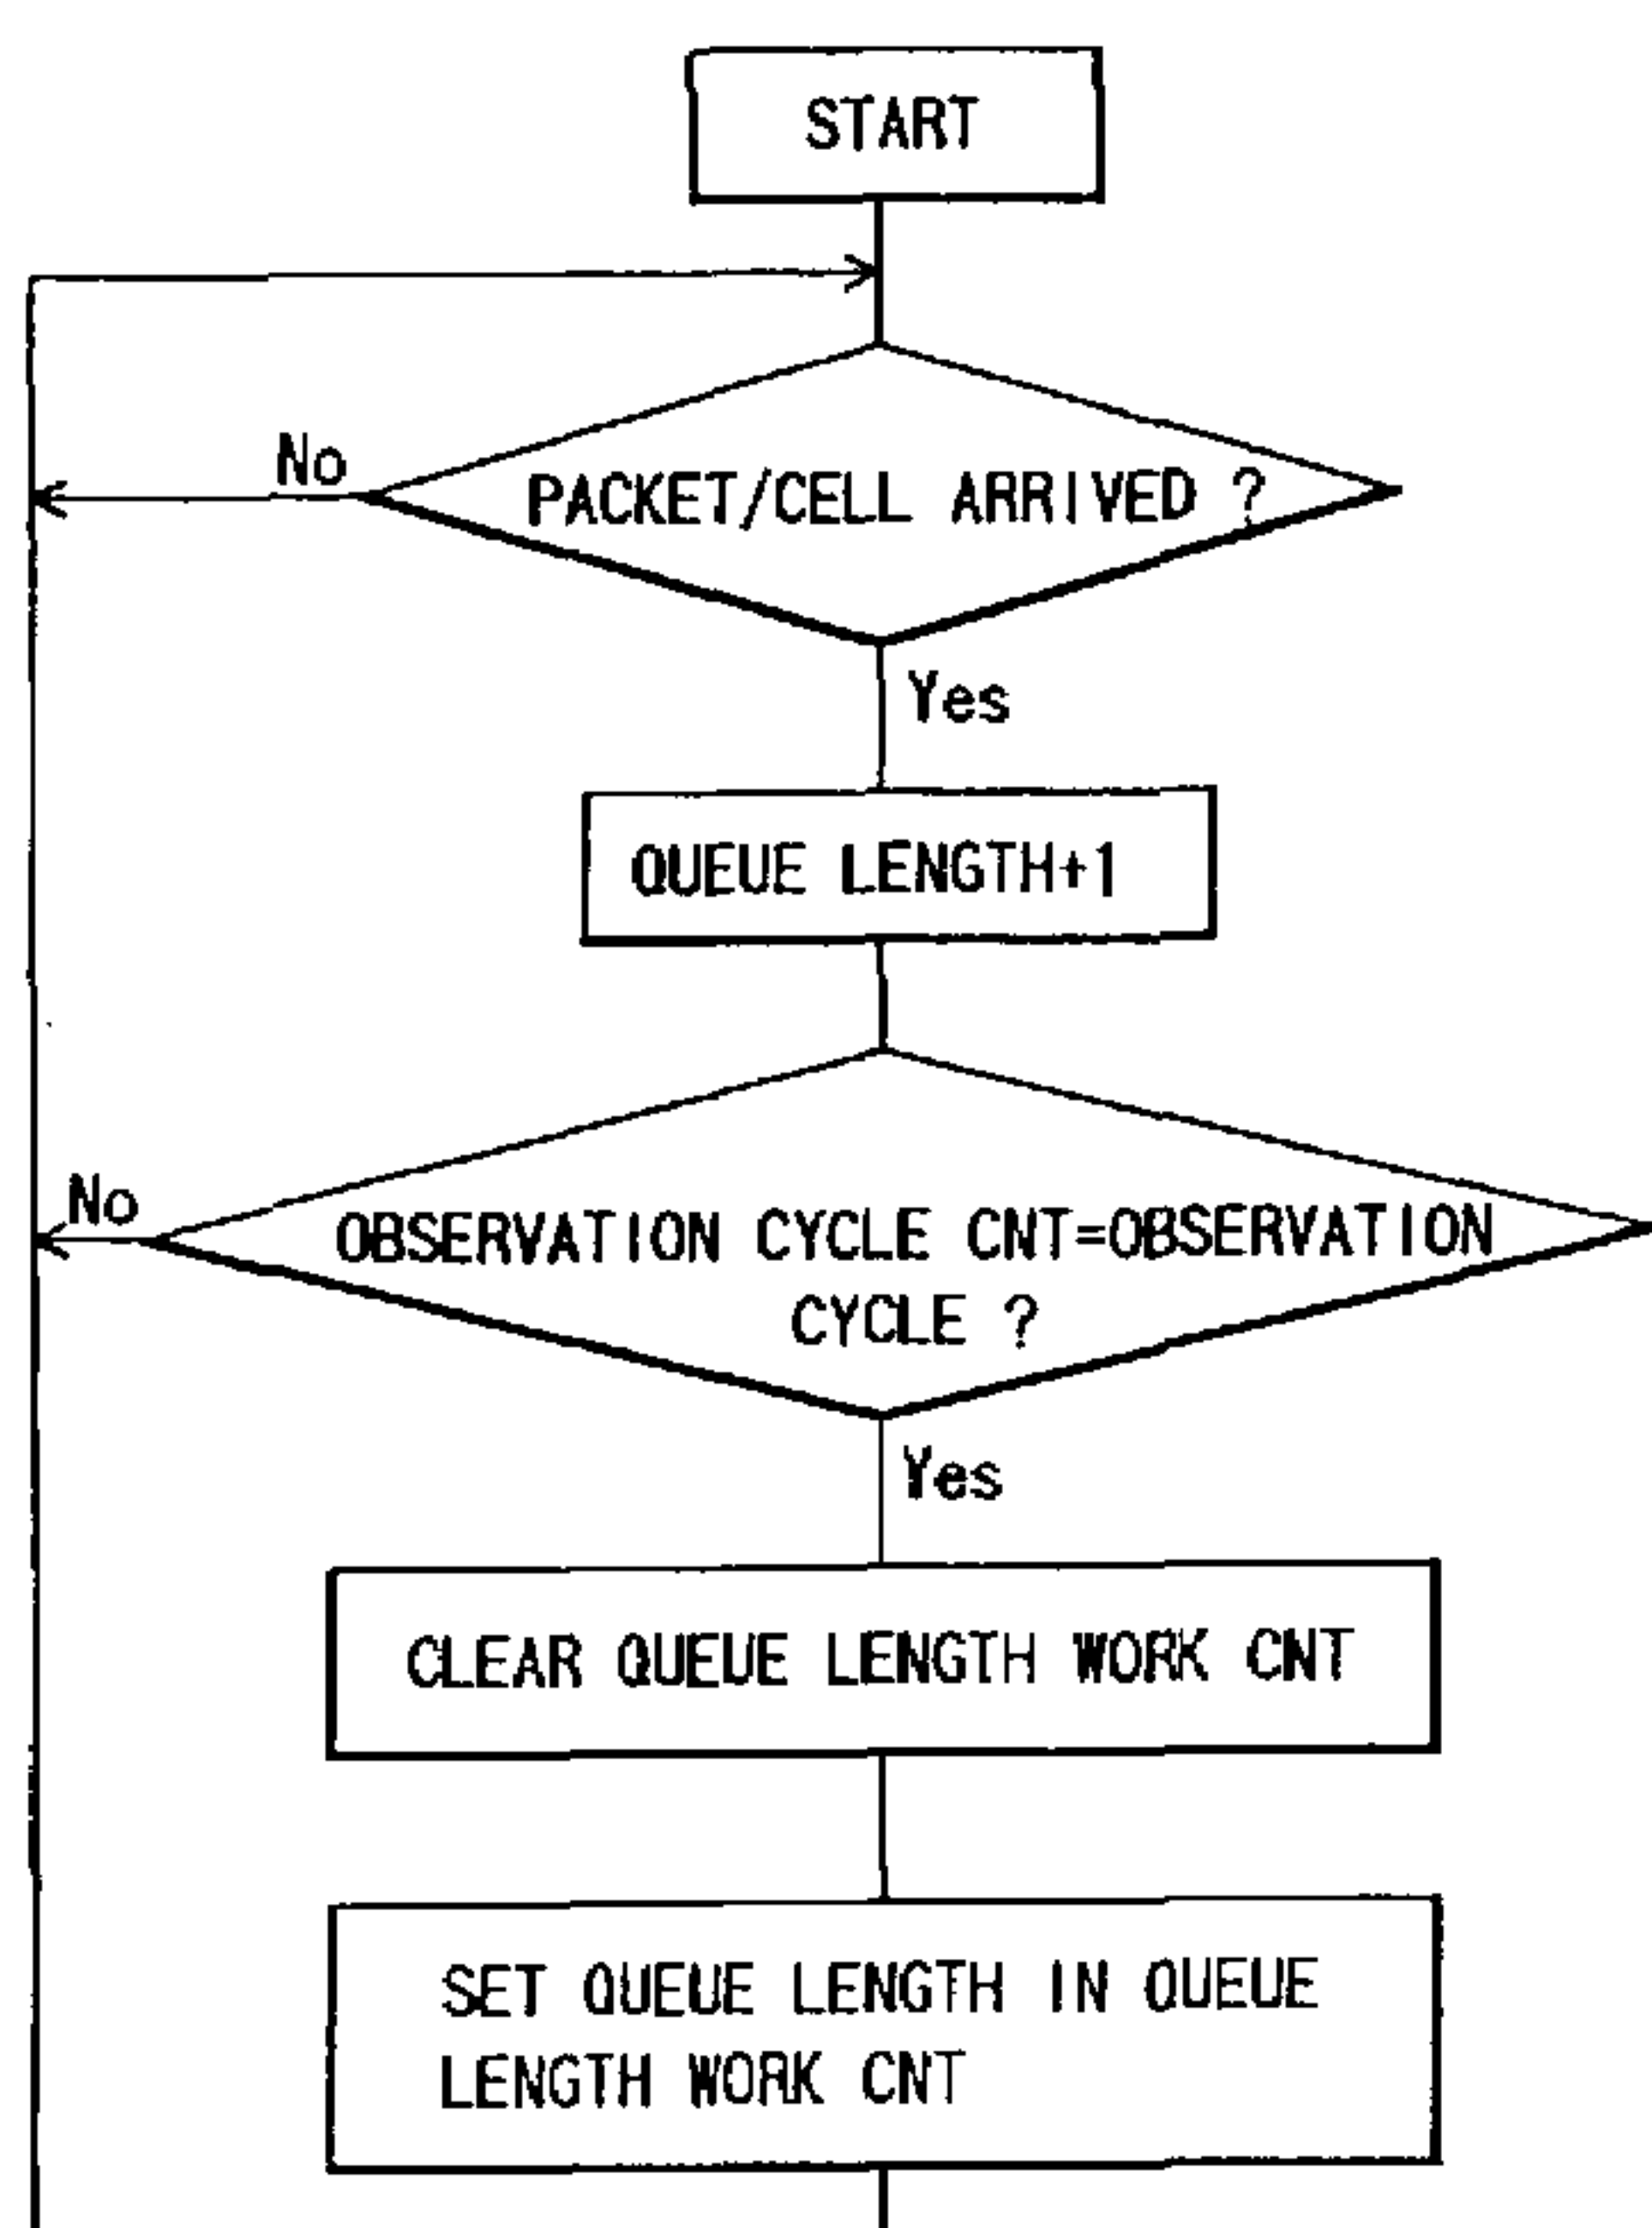 START
No
PACKET/CELL ARRIVED ?
Yes
QUEUE LENGTH+1
No
OBSERVATION CYCLE CNT=OBSERVATION
CYCLE ?
Yes
CLEAR QUEUE LENGTH WORK CNT
SET QUEUE LENGTH IN QUEUE
LENGTH WORK CNT